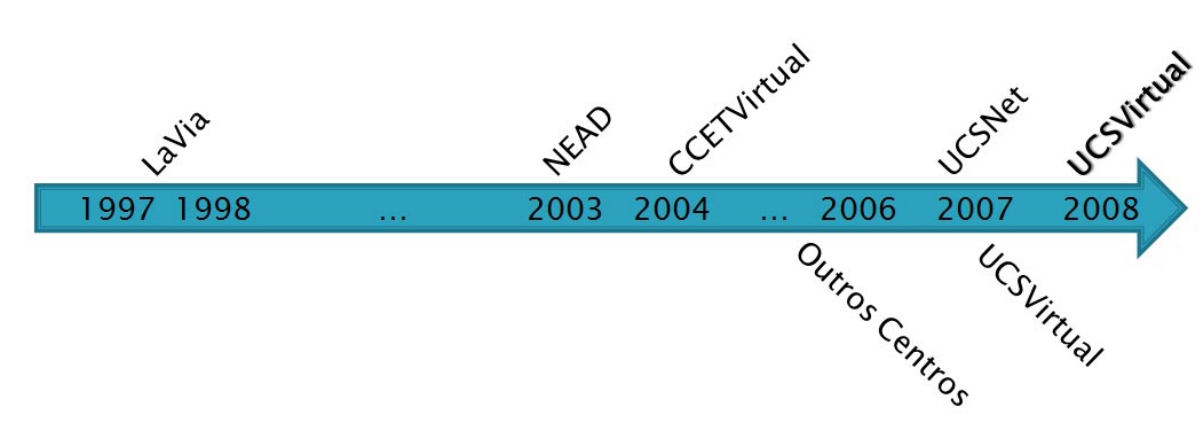 LaVia
NEAD
CCETVirtual
UCSNet
UCSVirtual
1997 1998 ... 2003 2004 ... 2006 2007 2008
Outros Centros
UCSVirtual